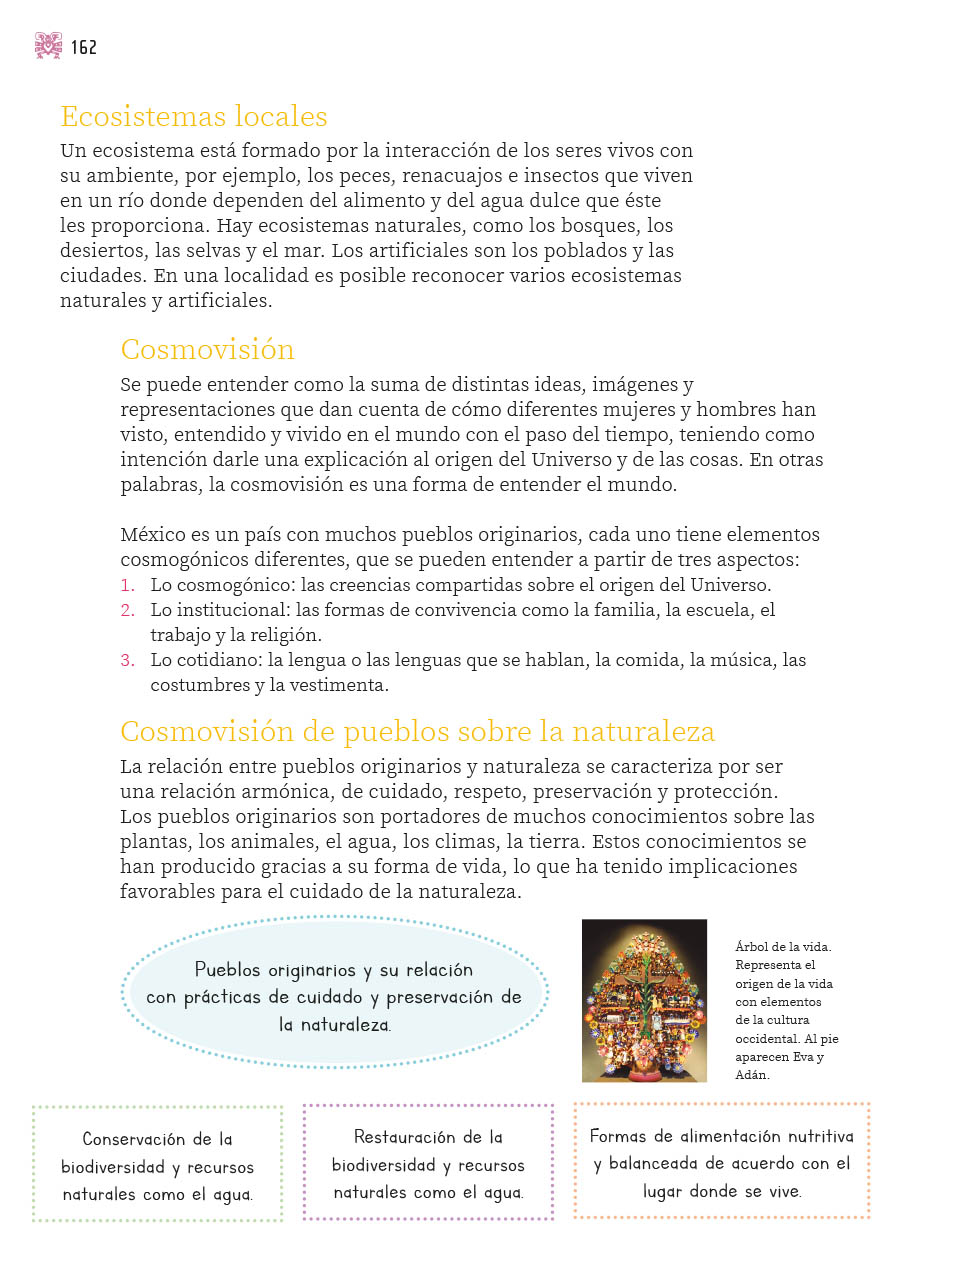 162
Ecosistemas locales
Un ecosistema está formado por la interacción de los seres vivos con
su ambiente, por ejemplo, los peces, renacuajos e insectos que viven
en un río donde dependen del alimento y del agua dulce que éste
les proporciona. Hay ecosistemas naturales, como los bosques, los
desiertos, las selvas y el mar. Los artificiales son los poblados y las
ciudades. En una localidad es posible reconocer varios ecosistemas
naturales y artificiales.
Cosmovisión
Se puede entender como la suma de distintas ideas, imágenes y
representaciones que dan cuenta de cómo diferentes mujeres y hombres han
visto, entendido y vivido en el mundo con el paso del tiempo, teniendo como
intención darle una explicación al origen del Universo y de las cosas. En otras
palabras, la cosmovisión es una forma de entender el mundo.
México es un país con muchos pueblos originarios, cada uno tiene elementos
cosmogónicos diferentes, que se pueden entender a partir de tres aspectos:
1. Lo cosmogónico: las creencias compartidas sobre el origen del Universo.
2. Lo institucional: las formas de convivencia como la familia, la escuela, el
trabajo y la religión.
3. Lo cotidiano: la lengua o las lenguas que se hablan, la comida, la música, las
costumbres y la vestimenta.
Cosmovisión de pueblos sobre la naturaleza
La relación entre pueblos originarios y naturaleza se caracteriza por ser
una relación armónica, de cuidado, respeto, preservación y protección.
Los pueblos originarios son portadores de muchos conocimientos sobre las
plantas, los animales, el agua, los climas, la tierra. Estos conocimientos se
han producido gracias a su forma de vida, lo que ha tenido implicaciones
favorables para el cuidado de la naturaleza.
Pueblos originarios y su relación
con prácticas de cuidado y preservación de
la naturaleza.
Árbol de la vida.
Representa el
origen de la vida
con elementos
de la cultura
occidental. Al pie
aparecen Eva y
Adán.
Conservación de la
biodiversidad y recursos
naturales como el agua.
Restauración de la
biodiversidad y recursos
naturales como el agua.
Formas de alimentación nutritiva
y balanceada de acuerdo con el
lugar donde se vive.